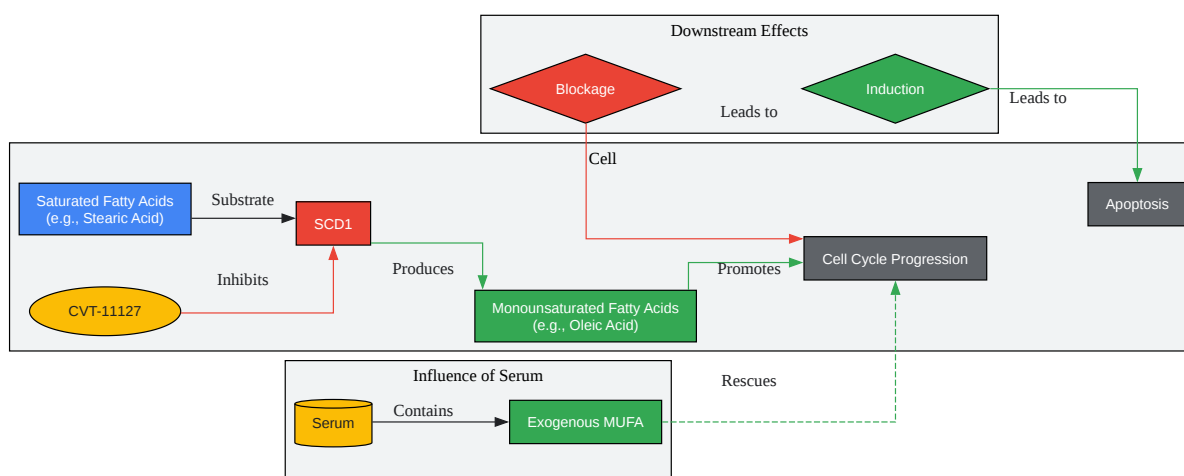 Downstream Effects
Blockage
Induction
Leads to
Leads to
Cell
Saturated Fatty Acids
(e.g., Stearic Acid)
Substrate
SCD1
Apoptosis
Inhibits
Produces
Promotes
Cell Cycle Progression
CVT-11127
Monounsaturated Fatty Acids
(e.g., Oleic Acid)
Influence of Serum
Rescues
Serum
Contains
Exogenous MUFA